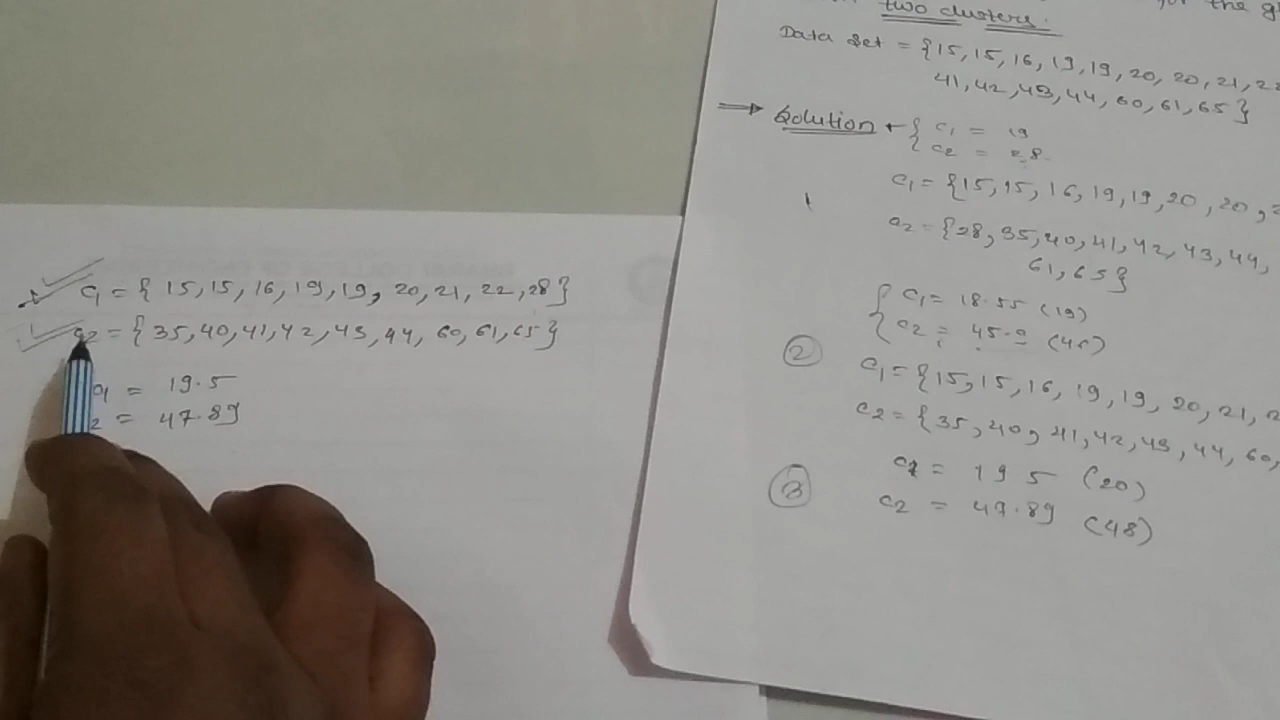 C1 = { 15, 15, 16, 19, 19, 20, 21, 22, 28 }
C2 = { 35, 40, 41, 42, 43, 44, 60, 61, 65 }
= 19.5
2 = 47.89
for the
two clusters.
Data Set = { 15, 15, 16, 19, 19, 20, 20, 21, 22
41, 42, 43, 44, 60, 61, 65 }
⇒ Solution ← { C1 = 19
C2 = 28.
C1 = { 15, 15, 16, 19, 19, 20, 20,
C2 = { 28, 35, 40, 41, 42, 43, 44,
61, 65 }
{ C1 = 18.55 (19)
C2 = 45.9
② C1 = { 15, 15, 16, 19, 19, 20, 21, 2
C2 = { 35, 40, 41, 42, 43, 44, 60,
③ C1 = 19 5 (20)
C2 = 47.89 (48)